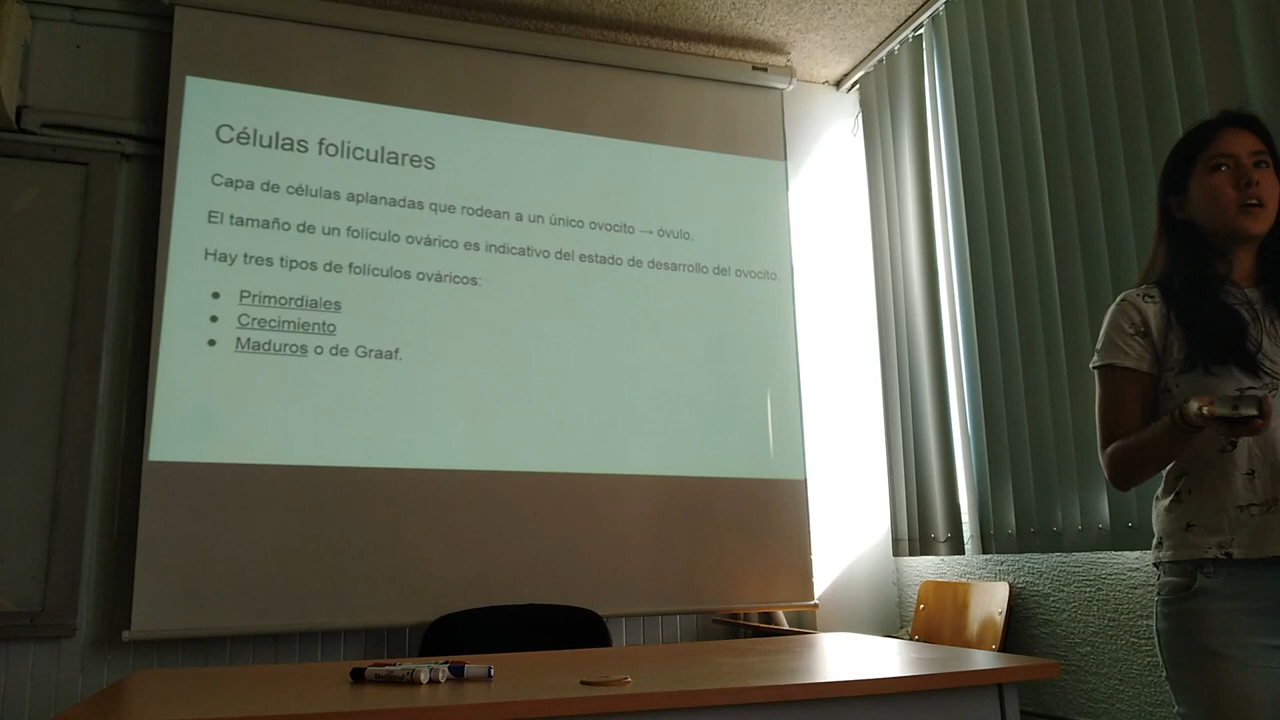 Células foliculares
Capa de células aplanadas que rodean a un único ovocito → óvulo.
El tamaño de un folículo ovárico es indicativo del estado de desarrollo del ovocito.
Hay tres tipos de folículos ováricos:
● Primordiales
● Crecimiento
● Maduros o de Graaf.